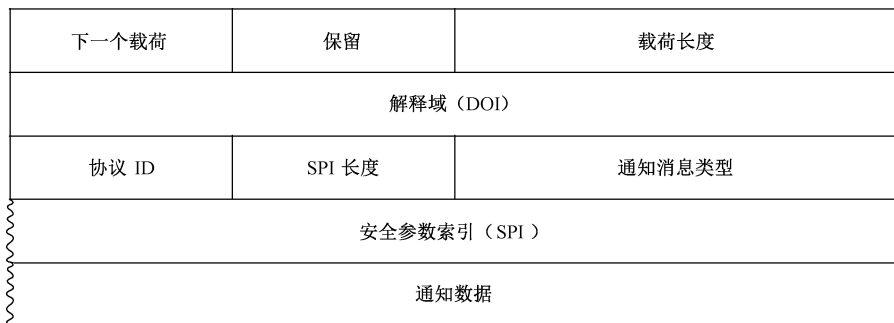 下一个载荷 保留 载荷长度
解释域（DOI）
协议 ID SPI 长度 通知消息类型
安全参数索引（SPI）
通知数据